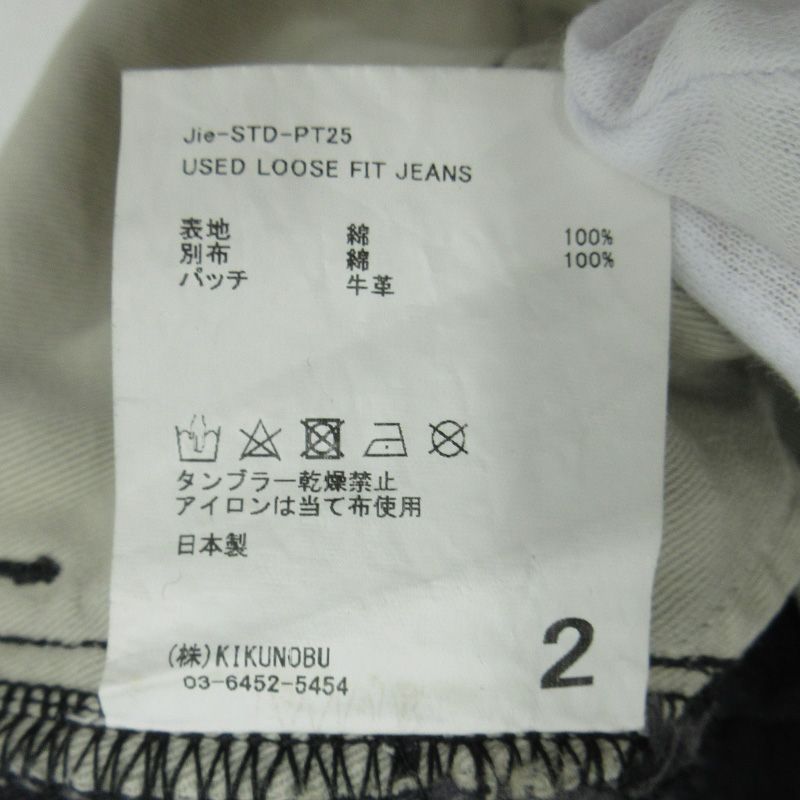 Jie-STD-PT25
USED LOOSE FIT JEANS
表地 綿 100%
別布 綿 100%
パッチ 牛革
タンブラー乾燥禁止
アイロンは当て布使用
日本製
2
(株)KIKUNOBU
03-6452-5454